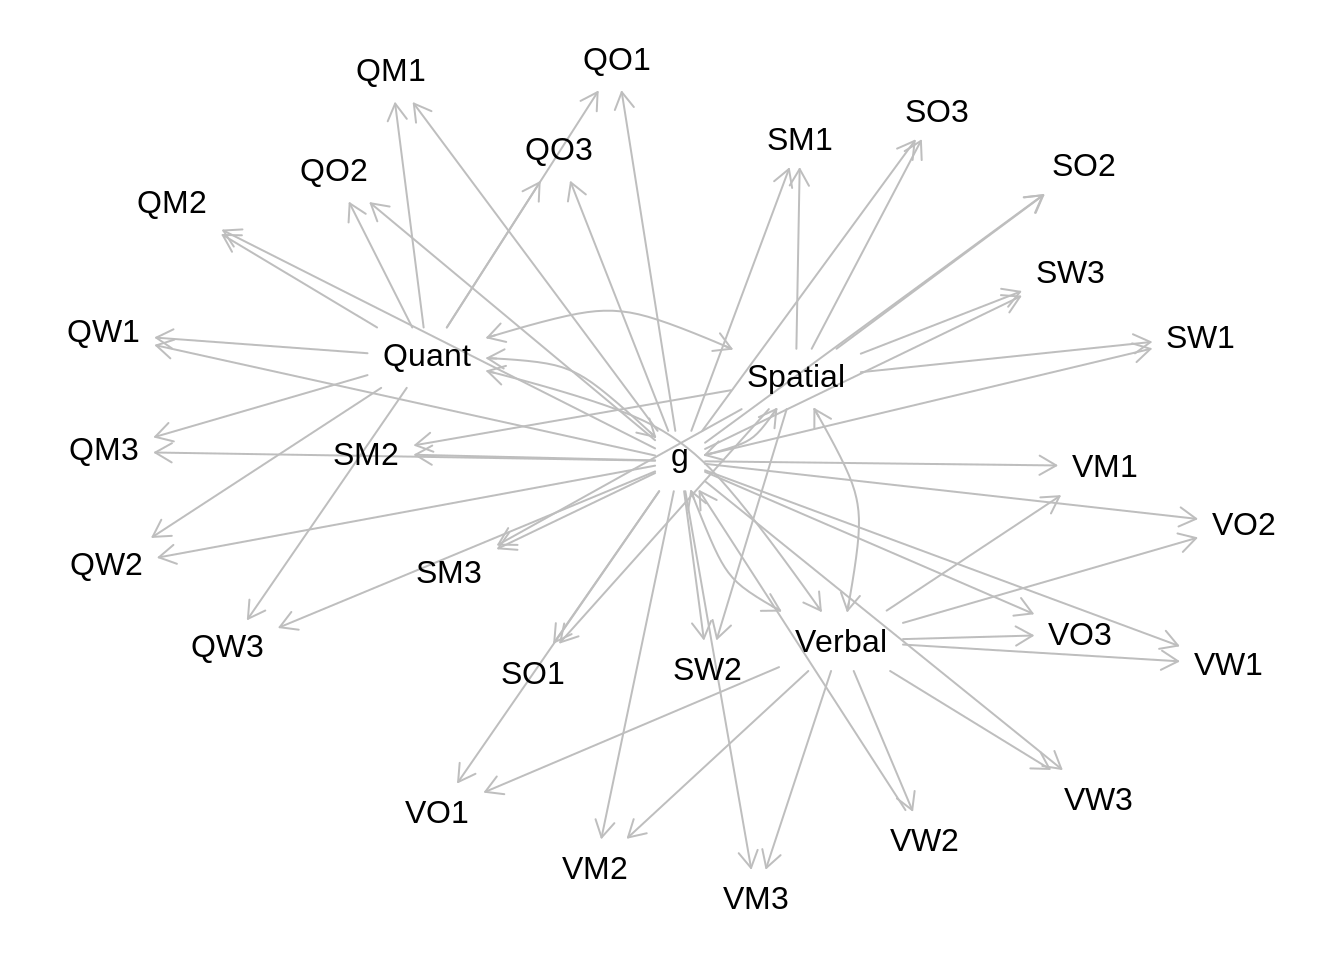 QO1
QM1
SO3
SM1
QO3
SO2
QO2
QM2
SW3
QW1
SW1
Quant
Spatial
QM3
SM2
g
VM1
VO2
QW2
SM3
VO3
Verbal
QW3
VW1
SW2
SO1
VW3
VO1
VW2
VM2
VM3